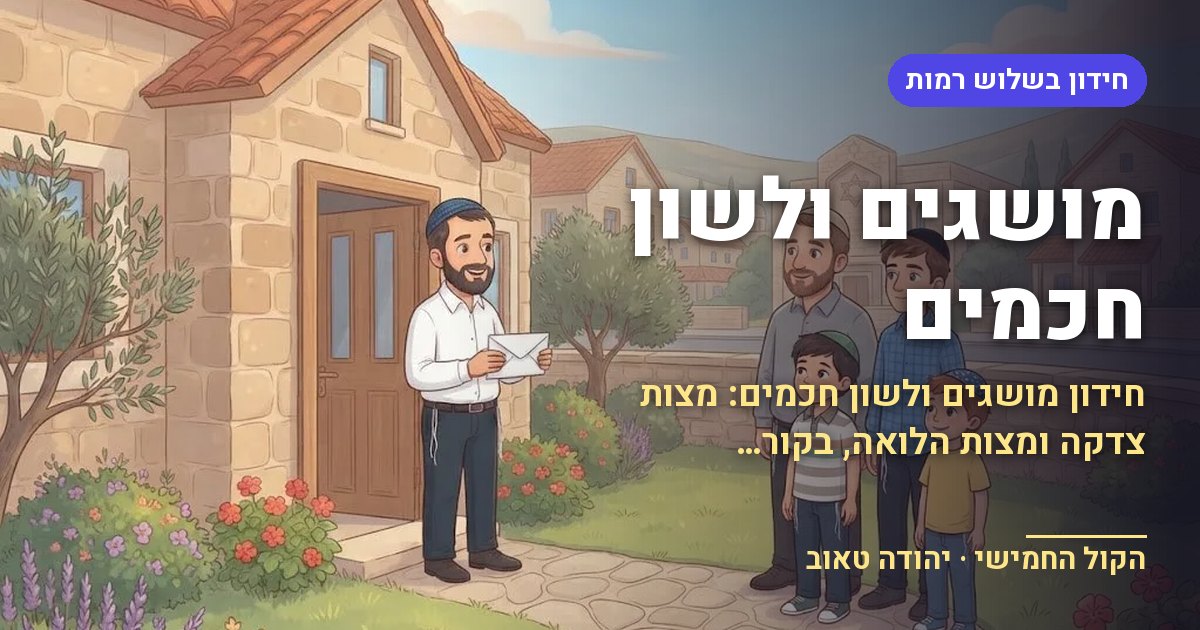 חידון בשלוש רמות
מושגים ולשון
חכמים
חידון מושגים ולשון חכמים: מצות
צדקה ומצות הלואה, בקור...
הקול החמישי · יהודה טאוב